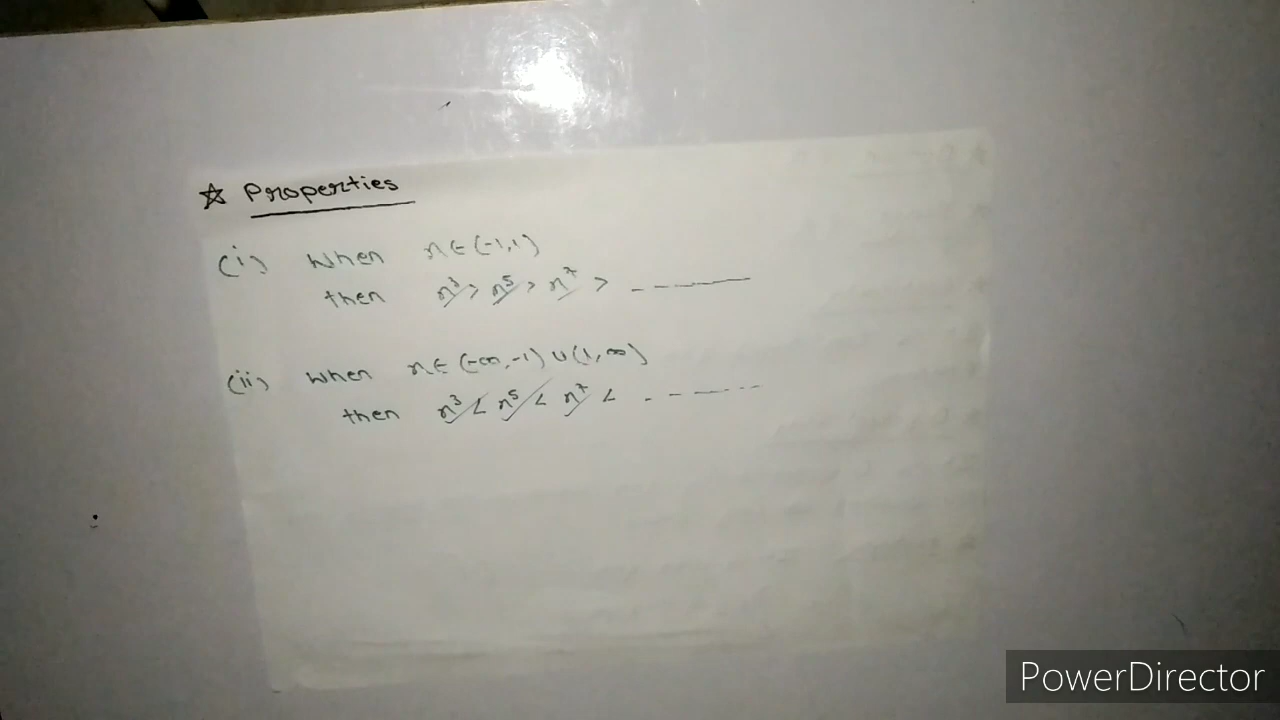 ☆ Properties
(i) When x ∈ (-1,1)
then x³ > x⁵ > x⁷ > - - - - -
(ii) When x ∈ (-∞,-1) ∪ (1,∞)
then x³ < x⁵ < x⁷ < - - - - - -
PowerDirector